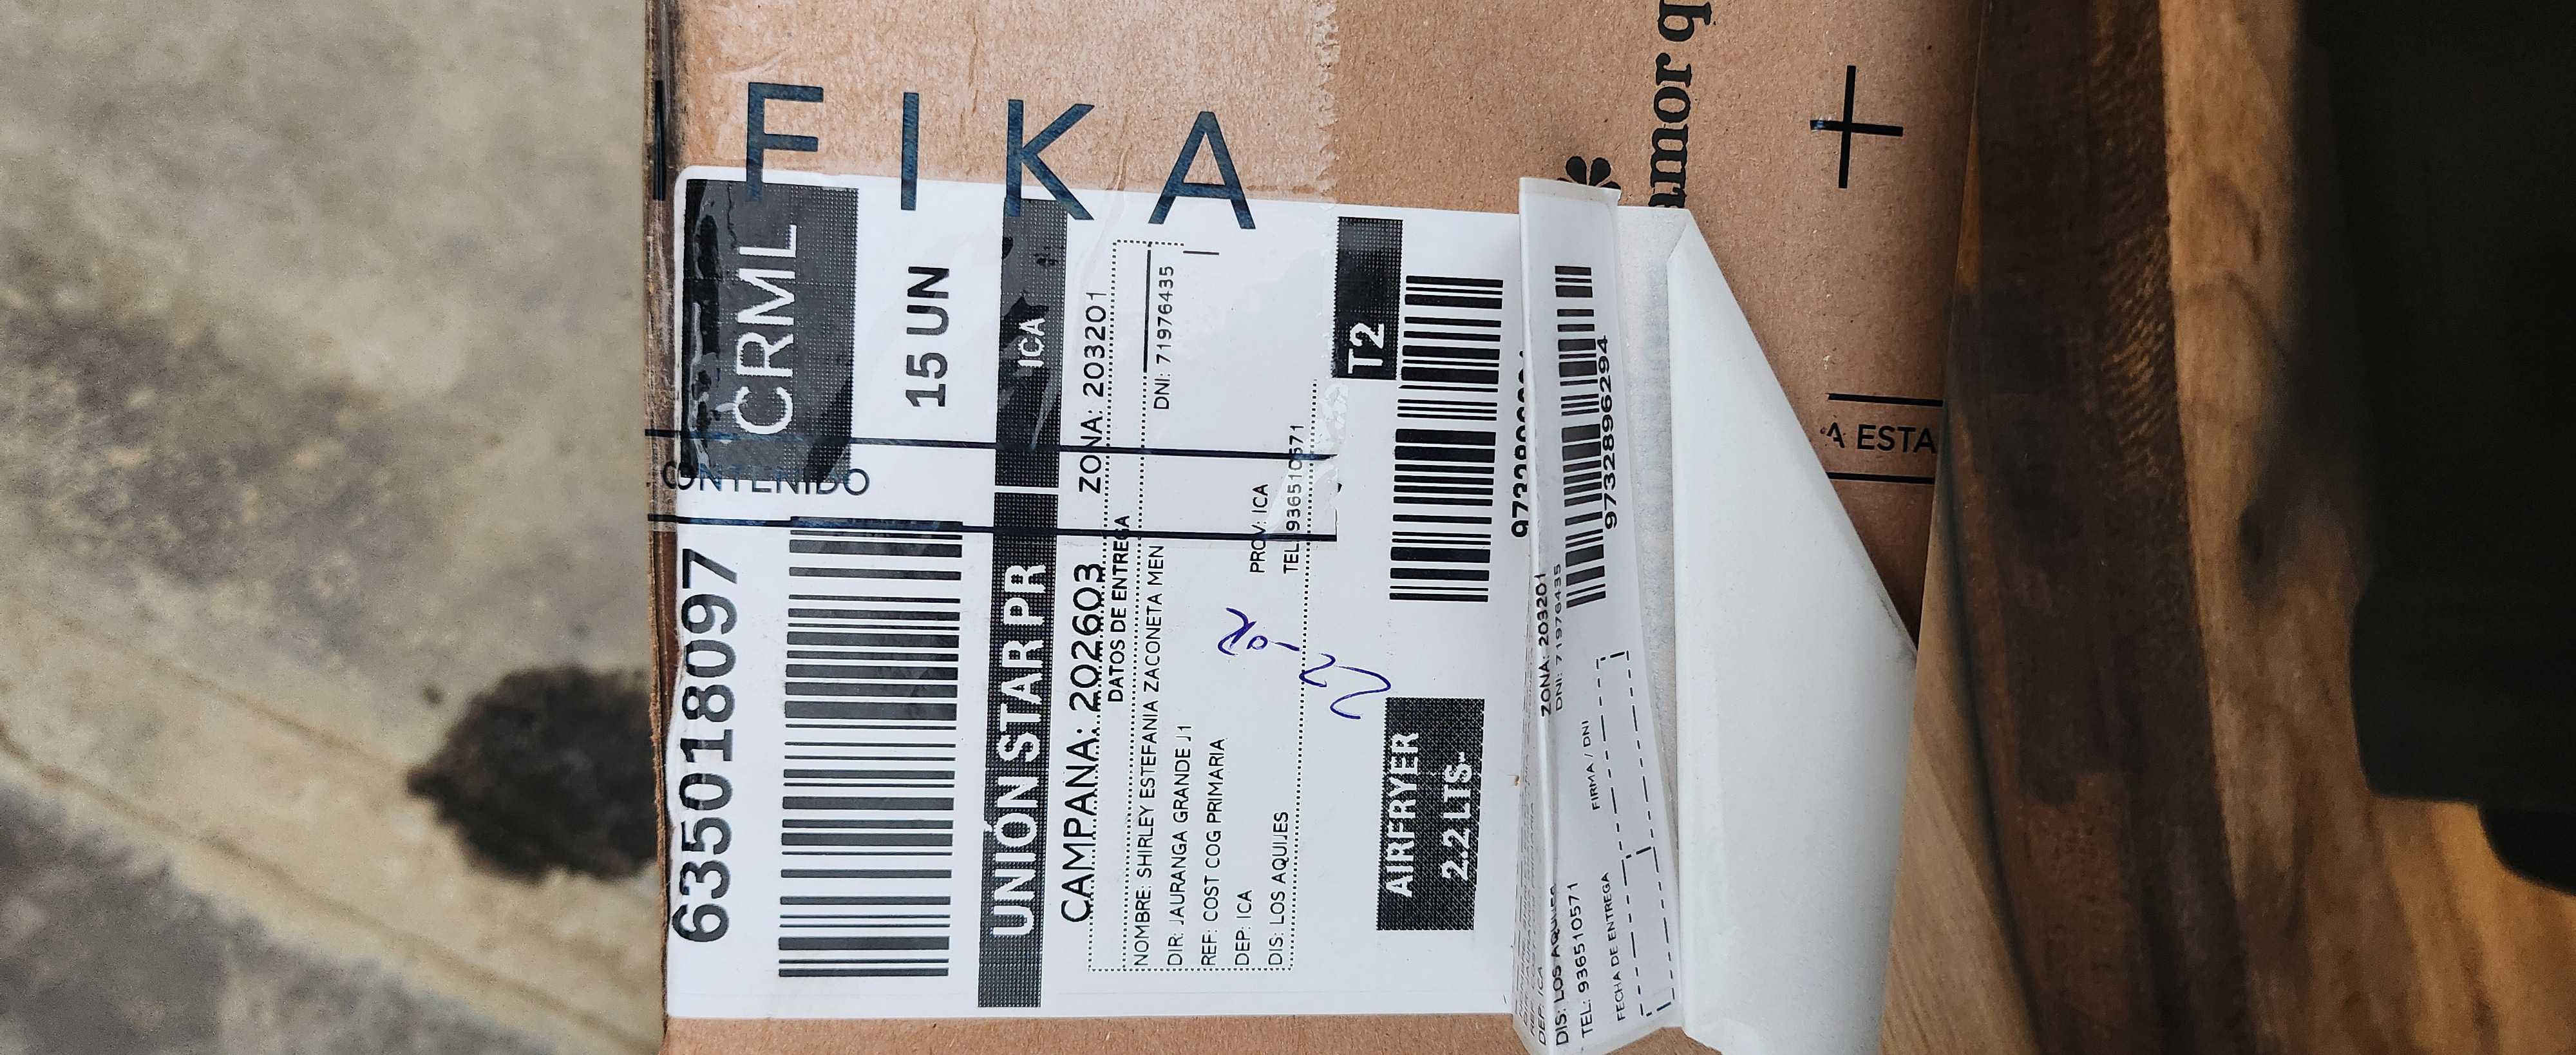 FIKA
CRML
15 UN
CONTENIDO
635018097
UNIÓN STAR PR
ICA
CAMPAÑA: 202603
ZONA: 203201
DATOS DE ENTREGA
NOMBRE: SHIRLEY ESTEFANIA ZACONETA MEN
DNI: 71976435
DIR: JAURANGA GRANDE J1
REF: COST COG PRIMARIA
DEP: ICA
PROV: ICA
DIS: LOS AQUIJES
TEL: 936510571
T2
AIRFRYER
2.2 LTS-
ZONA: 203201
DNI: 71976435
DEP: ICA
DIS: LOS AQUIJES
TEL: 936510571
FIRMA / DNI
FECHA DE ENTREGA
9732896294
amor q
A ESTA